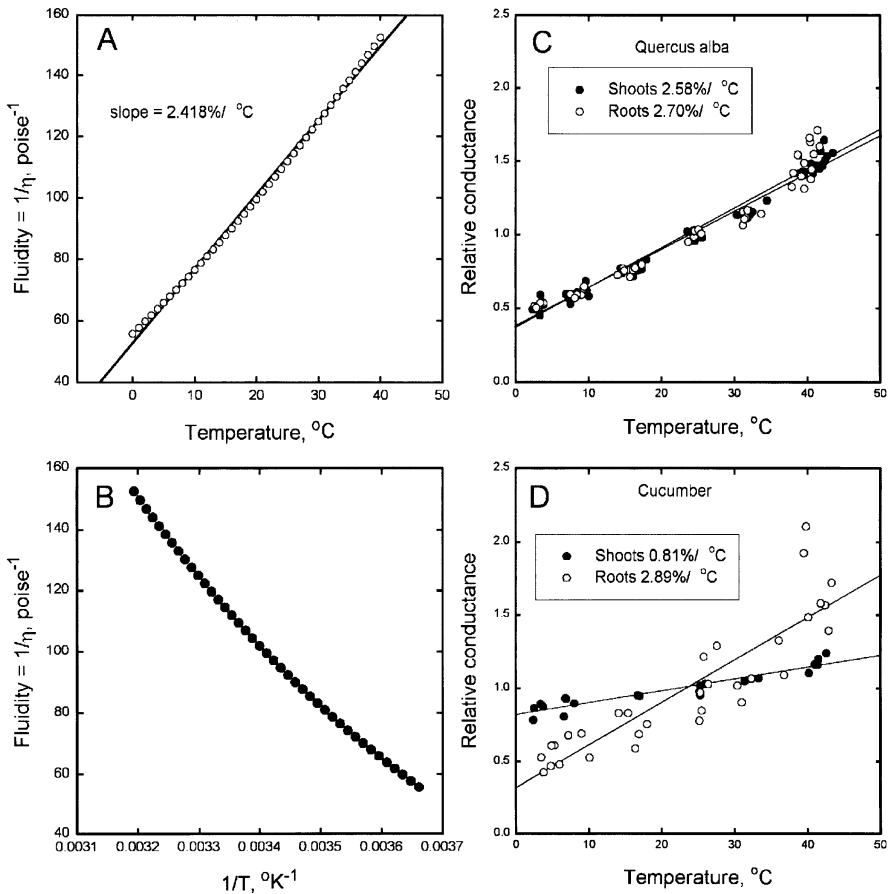 A
slope = 2.418%/ °C
Fluidity = 1/η, poise⁻¹
160
140
120
100
80
60
40
0 10 20 30 40 50
Temperature, °C
C
Quercus alba
Shoots 2.58%/ °C
Roots 2.70%/ °C
Relative conductance
2.5
2.0
1.5
1.0
0.5
0.0
0 10 20 30 40 50
Temperature, °C
B
Fluidity = 1/η, poise⁻¹
160
140
120
100
80
60
40
0.0031 0.0032 0.0033 0.0034 0.0035 0.0036 0.0037
1/T, °K⁻¹
D
Cucumber
Shoots 0.81%/ °C
Roots 2.89%/ °C
Relative conductance
2.5
2.0
1.5
1.0
0.5
0.0
0 10 20 30 40 50
Temperature, °C